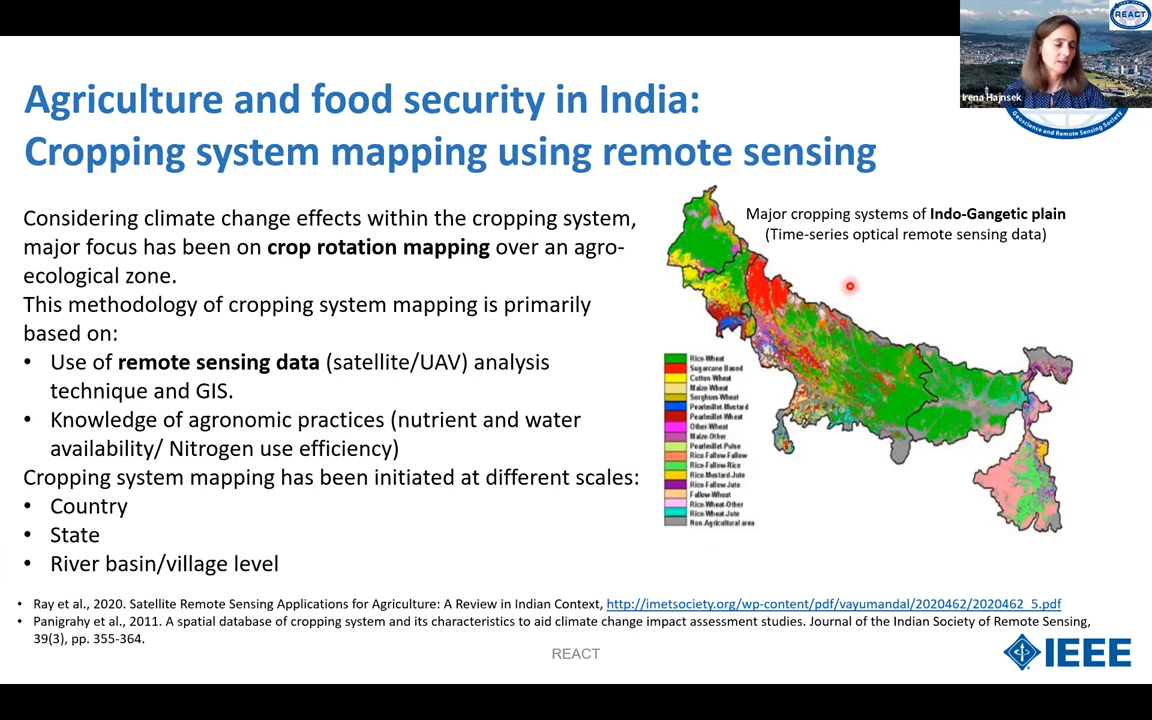 REACT
Irena Hajnsek
Geoscience and Remote Sensing Society
Agriculture and food security in India:
Cropping system mapping using remote sensing
Considering climate change effects within the cropping system,
major focus has been on crop rotation mapping over an agro-
ecological zone.
This methodology of cropping system mapping is primarily
based on:
• Use of remote sensing data (satellite/UAV) analysis
technique and GIS.
• Knowledge of agronomic practices (nutrient and water
availability/ Nitrogen use efficiency)
Cropping system mapping has been initiated at different scales:
• Country
• State
• River basin/village level
Major cropping systems of Indo-Gangetic plain
(Time-series optical remote sensing data)
Rice-Wheat
Sugarcane Based
Cotton-Wheat
Maize-Wheat
Sorghum-Wheat
Pearlmillet-Mustard
Pearlmillet-Wheat
Other-Wheat
Maize-Other
Pearlmillet-Pulse
Rice-Fallow-Fallow
Rice-Fallow-Rice
Rice-Mustard-Jute
Rice-Fallow-Jute
Fallow-Wheat
Rice-Wheat-Other
Rice-Wheat-Jute
Non-Agricultural area
• Ray et al., 2020. Satellite Remote Sensing Applications for Agriculture: A Review in Indian Context, http://imetsociety.org/wp-content/pdf/vayumandal/2020462/2020462_5.pdf
• Panigrahy et al., 2011. A spatial database of cropping system and its characteristics to aid climate change impact assessment studies. Journal of the Indian Society of Remote Sensing,
39(3), pp. 355-364.
REACT
IEEE